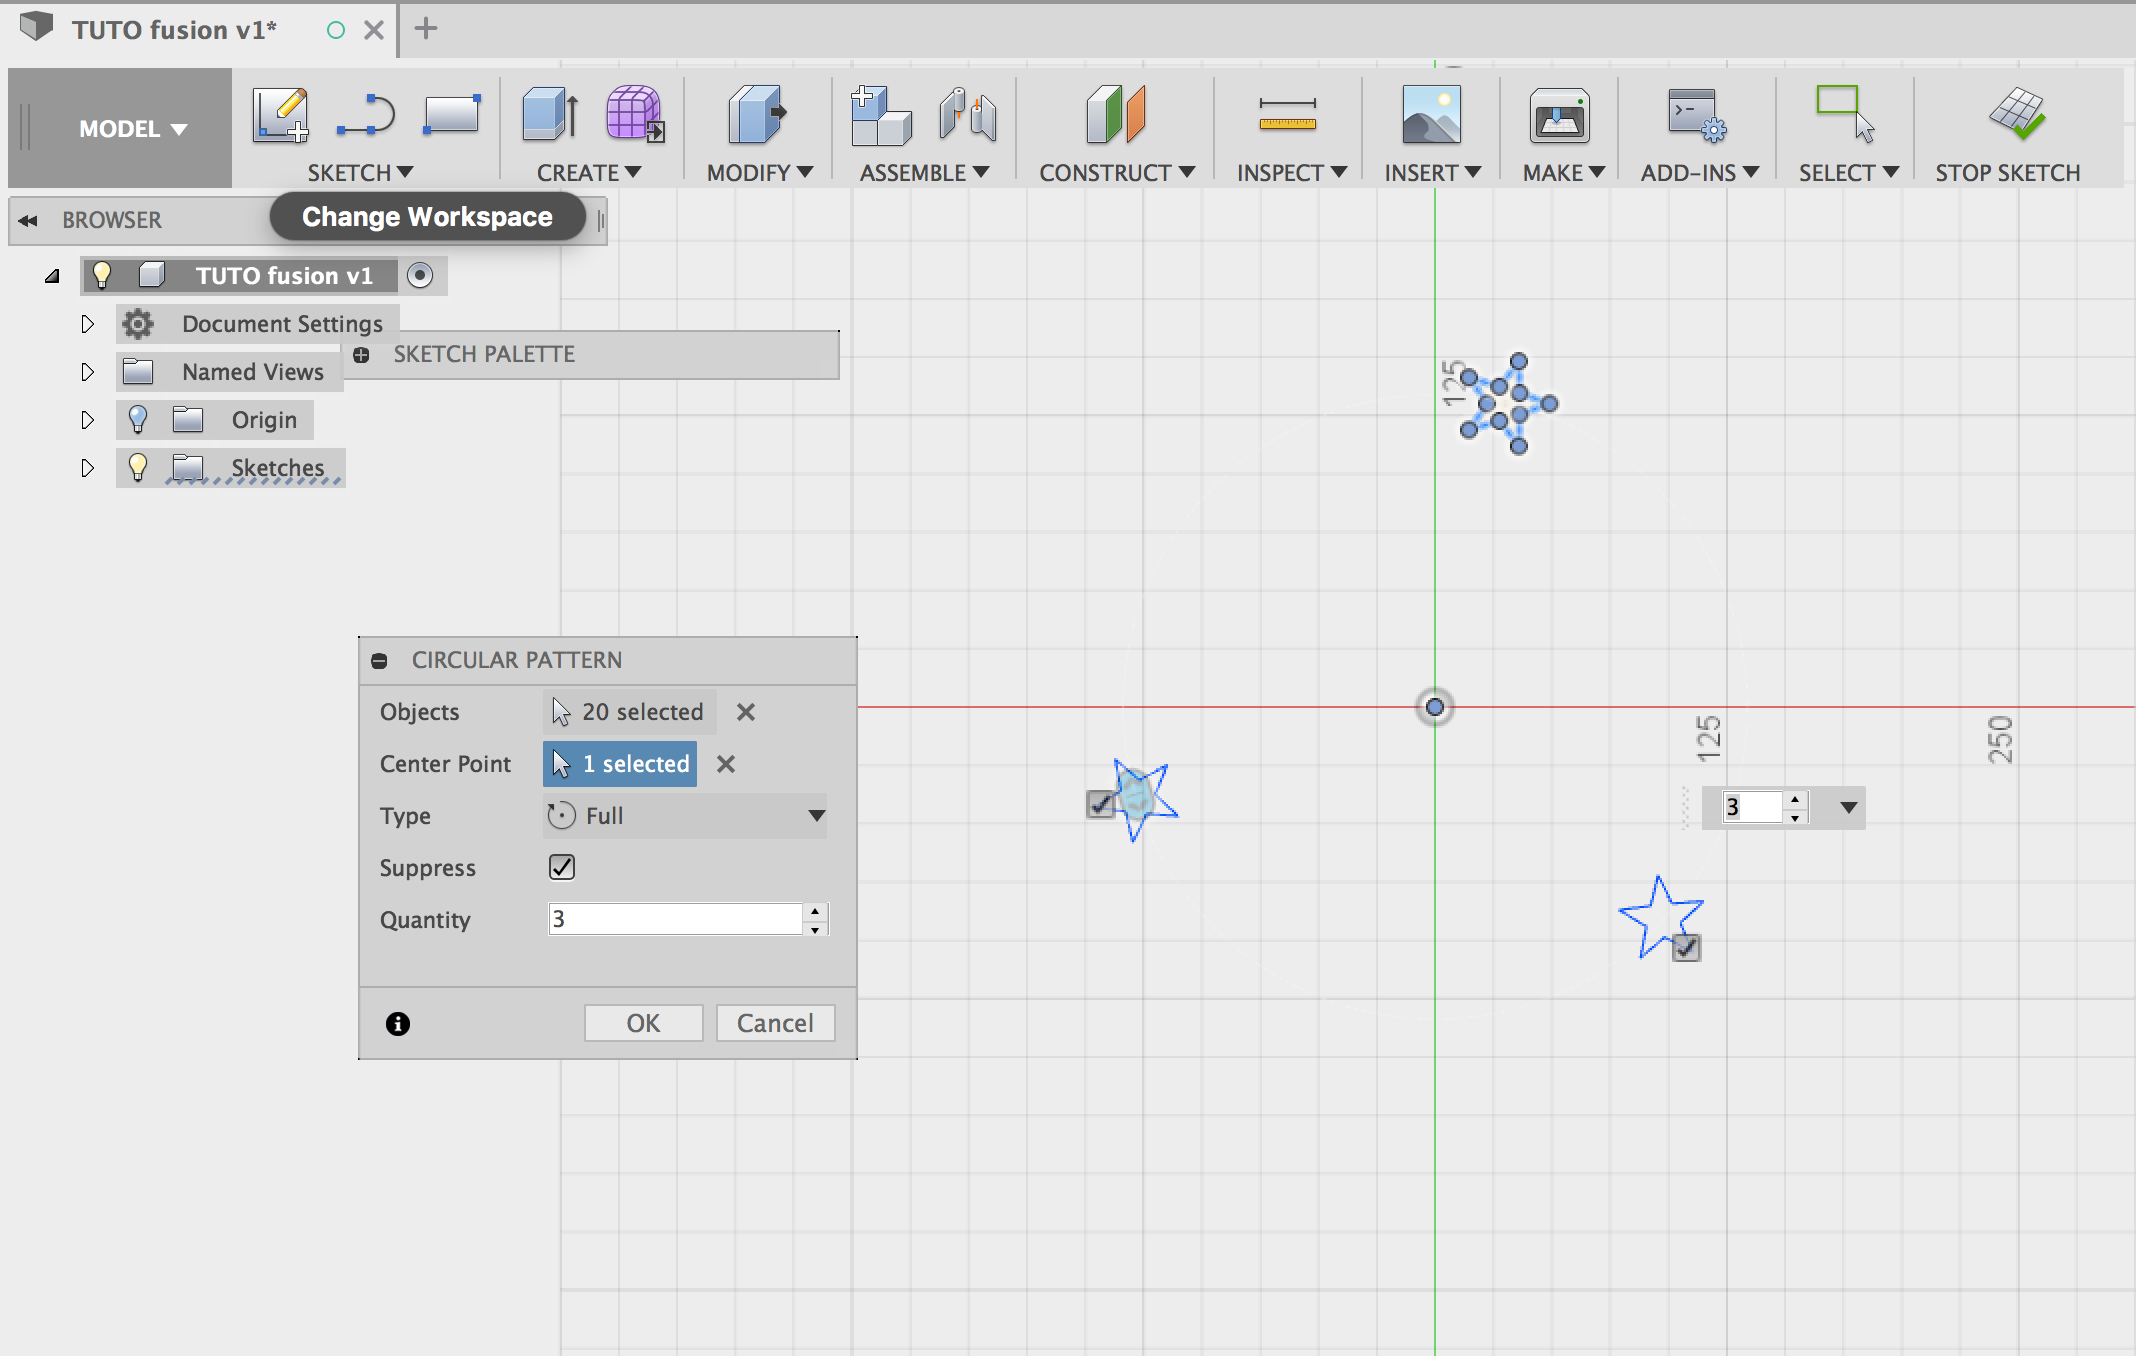 TUTO fusion v1*
MODEL
SKETCH
CREATE
MODIFY
ASSEMBLE
CONSTRUCT
INSPECT
INSERT
MAKE
ADD-INS
SELECT
STOP SKETCH
BROWSER
Change Workspace
TUTO fusion v1
Document Settings
SKETCH PALETTE
Named Views
Origin
Sketches
125
CIRCULAR PATTERN
Objects 20 selected
Center Point 1 selected
Type Full
Suppress
Quantity 3
OK Cancel
125
250
3